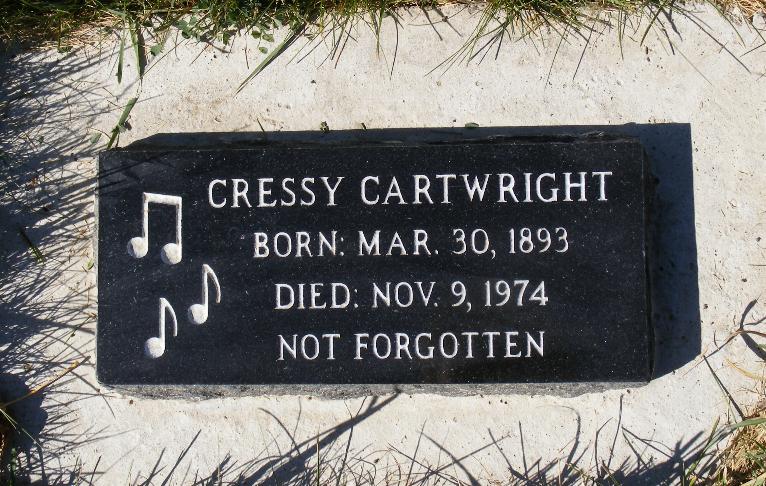 CRESSY CARTWRIGHT
BORN: MAR. 30, 1893
DIED: NOV. 9, 1974
NOT FORGOTTEN